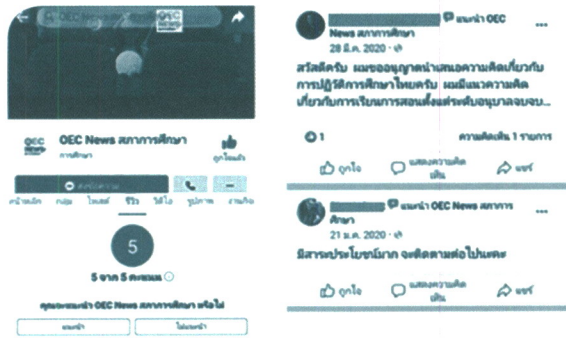 OEC News สภาการศึกษา
OEC
News
OEC News สภาการศึกษา
การศึกษา
ถูกใจแล้ว
ส่งข้อความ
หน้าหลัก กลุ่ม โพสต์ รีวิว วิดีโอ รูปภาพ งานกิจ
5
5 จาก 5 คะแนน
คุณจะแนะนำ OEC News สภาการศึกษา หรือไม่
แนะนำ ไม่แนะนำ
แนะนำ OEC
News สภาการศึกษา
28 มี.ค. 2020
สวัสดีครับ ผมขออนุญาตนำเสนอความคิดเกี่ยวกับ
การปฏิวัติการศึกษาไทยครับ ผมมีแนวความคิด
เกี่ยวกับการเรียนการสอนตั้งแต่ระดับอนุบาลจบจบ...
1 ความคิดเห็น 1 รายการ
ถูกใจ แสดงความคิด แชร์
เห็น
แนะนำ OEC News สภาการ
ศึกษา
21 ม.ค. 2020
มีสาระประโยชน์มาก จะติดตามต่อไปนะคะ
ถูกใจ แสดงความคิด แชร์
เห็น